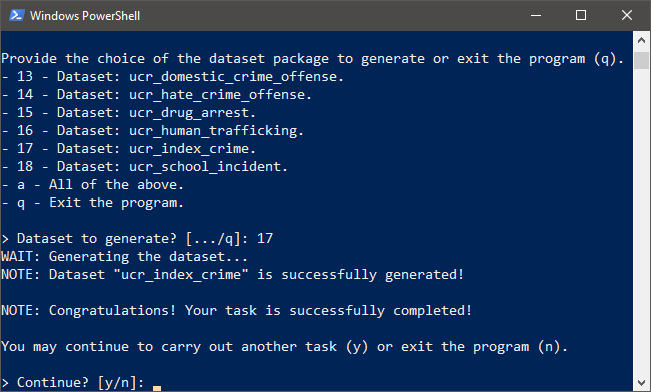 Windows PowerShell
Provide the choice of the dataset package to generate or exit the program (q).
- 13 - Dataset: ucr_domestic_crime_offense.
- 14 - Dataset: ucr_hate_crime_offense.
- 15 - Dataset: ucr_drug_arrest.
- 16 - Dataset: ucr_human_trafficking.
- 17 - Dataset: ucr_index_crime.
- 18 - Dataset: ucr_school_incident.
- a - All of the above.
- q - Exit the program.
> Dataset to generate? [.../q]: 17
WAIT: Generating the dataset...
NOTE: Dataset "ucr_index_crime" is successfully generated!
NOTE: Congratulations! Your task is successfully completed!
You may continue to carry out another task (y) or exit the program (n).
> Continue? [y/n]: